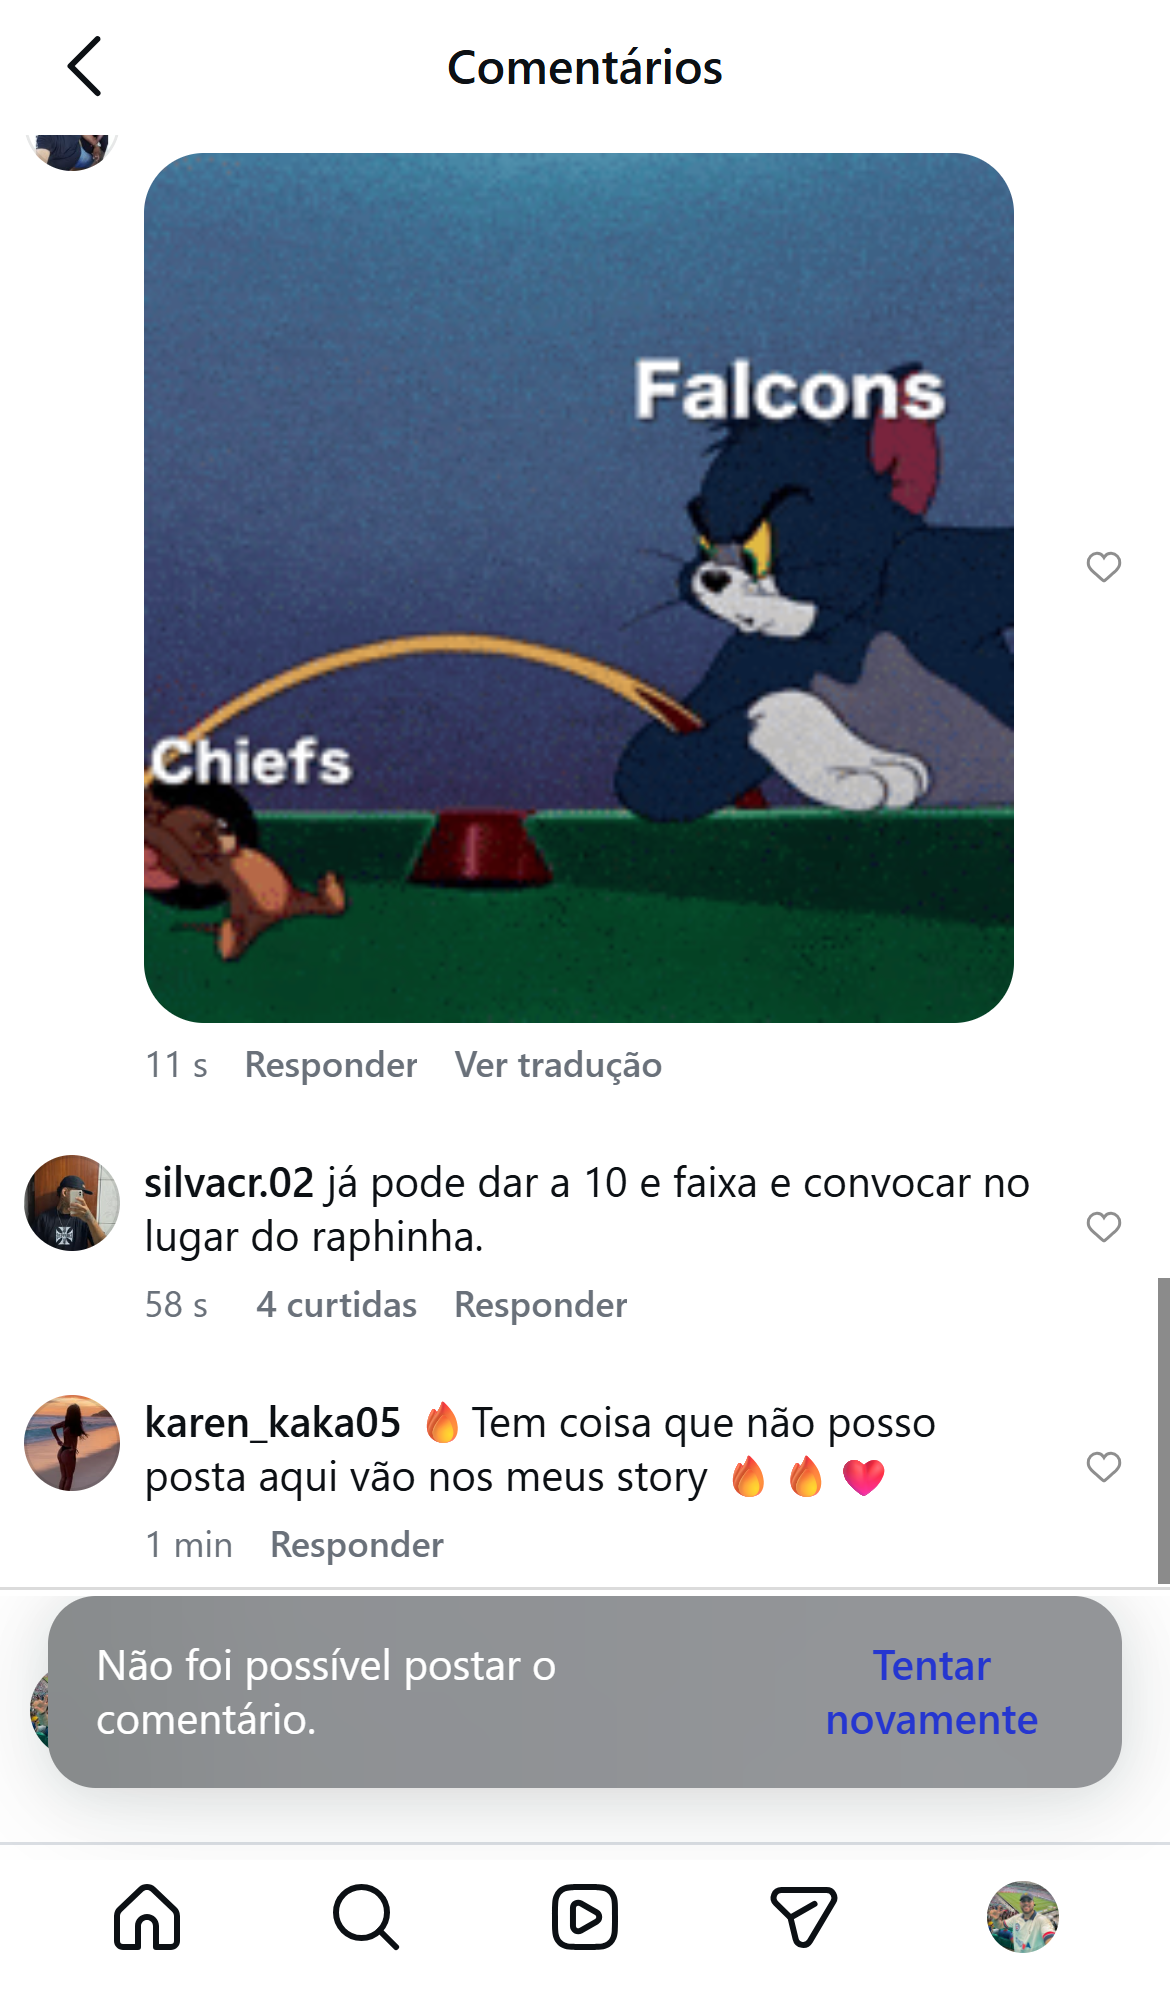 Comentários
Falcons
Chiefs
11 s Responder Ver tradução
silvacr.02 já pode dar a 10 e faixa e convocar no
lugar do raphinha.
58 s 4 curtidas Responder
karen_kaka05 🔥 Tem coisa que não posso
posta aqui vão nos meus story 🔥 🔥 ❤️
1 min Responder
Não foi possível postar o
comentário.
Tentar
novamente